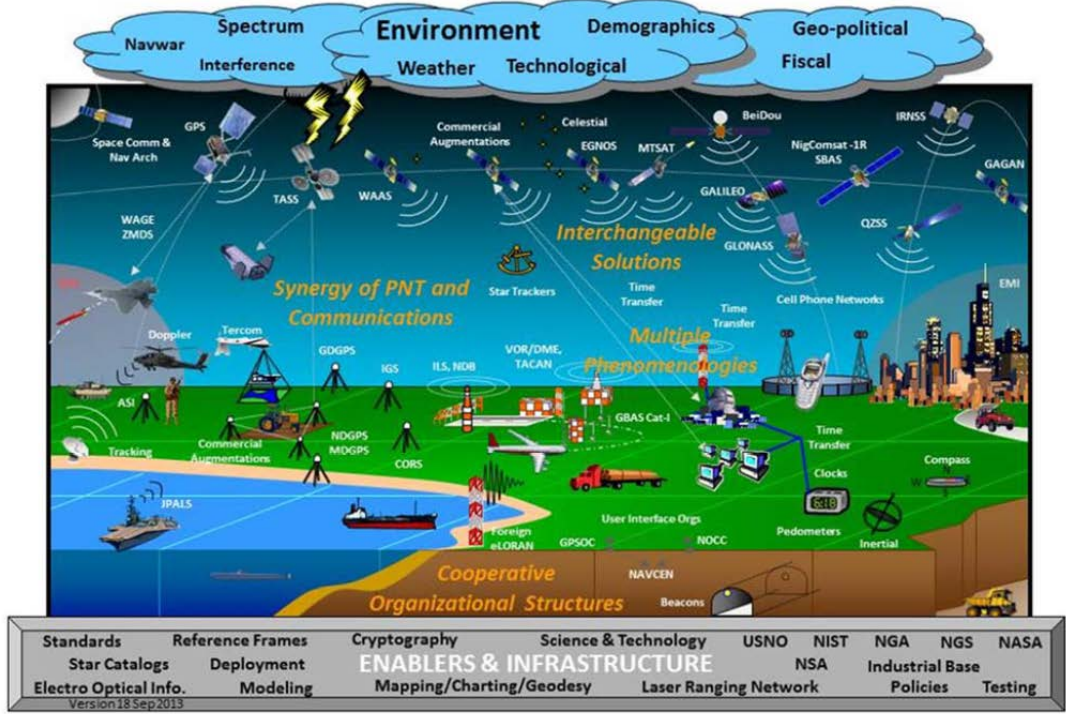 Navwar
Spectrum
Interference
Environment
Weather
Technological
Demographics
Geo-political
Fiscal
Space Comm &
Nav Arch
GPS
TASS
WAAS
Commercial
Augmentations
Celestial
EGNOS
MTSAT
BeiDou
GALILEO
GLONASS
NigComsat -1R
SBAS
IRNSS
GAGAN
QZSS
WAGE
ZMDS
Interchangeable
Solutions
Star Trackers
Synergy of PNT and
Communications
Time
Transfer
Time
Transfer
Cell Phone Networks
EMI
Doppler
Tercom
GDGPS
IGS
ILS, NDB
VOR/DME,
TACAN
Multiple
Phenomenologies
ASI
GBAS Cat-I
Tracking
Commercial
Augmentations
NDGPS
MDGPS
CORS
Time
Transfer
Clocks
6:18
Compass
W
JPALS
Foreign
eLORAN
User Interface Orgs
GPSOC
NOCC
NAVCEN
Pedometers
Inertial
Cooperative
Organizational Structures
Beacons
Standards
Reference Frames
Cryptography
Science & Technology
USNO
NIST
NGA
NGS
NASA
Star Catalogs
Deployment
ENABLERS & INFRASTRUCTURE
NSA
Industrial Base
Electro Optical Info.
Modeling
Mapping/Charting/Geodesy
Laser Ranging Network
Policies
Testing
Version 18 Sep 2013